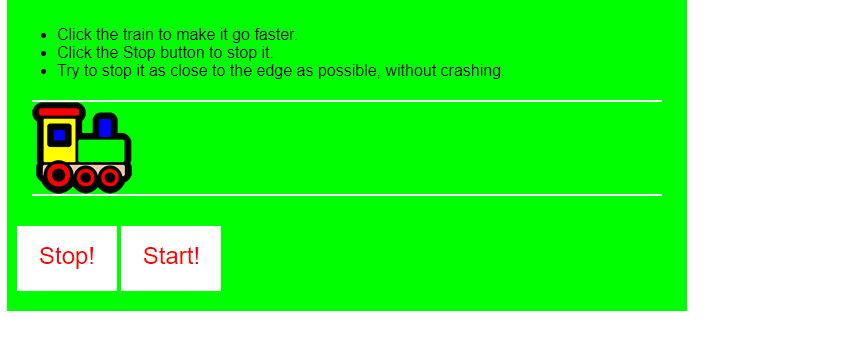 Click the train to make it go faster.
Click the Stop button to stop it.
Try to stop it as close to the edge as possible, without crashing.
Stop! Start!